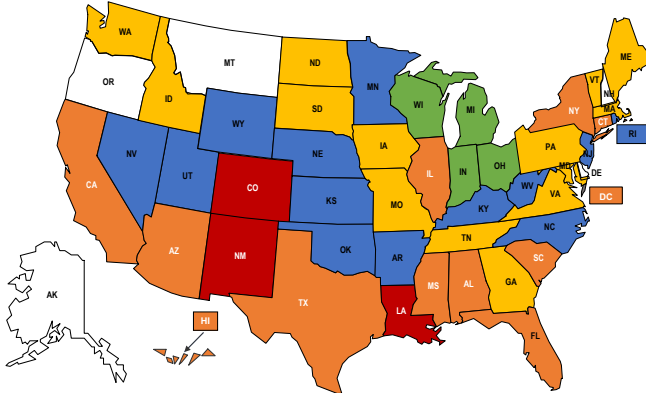 WA
MT
ND
MN
ME
VT
NH
OR
ID
SD
WI
MI
NY
MA
CT
RI
WY
IA
PA
NJ
NE
NV
UT
CO
IL
IN
OH
MD
DE
WV
VA
DC
CA
KS
MO
KY
NC
TN
AZ
NM
OK
AR
SC
MS
AL
GA
AK
TX
LA
HI
FL